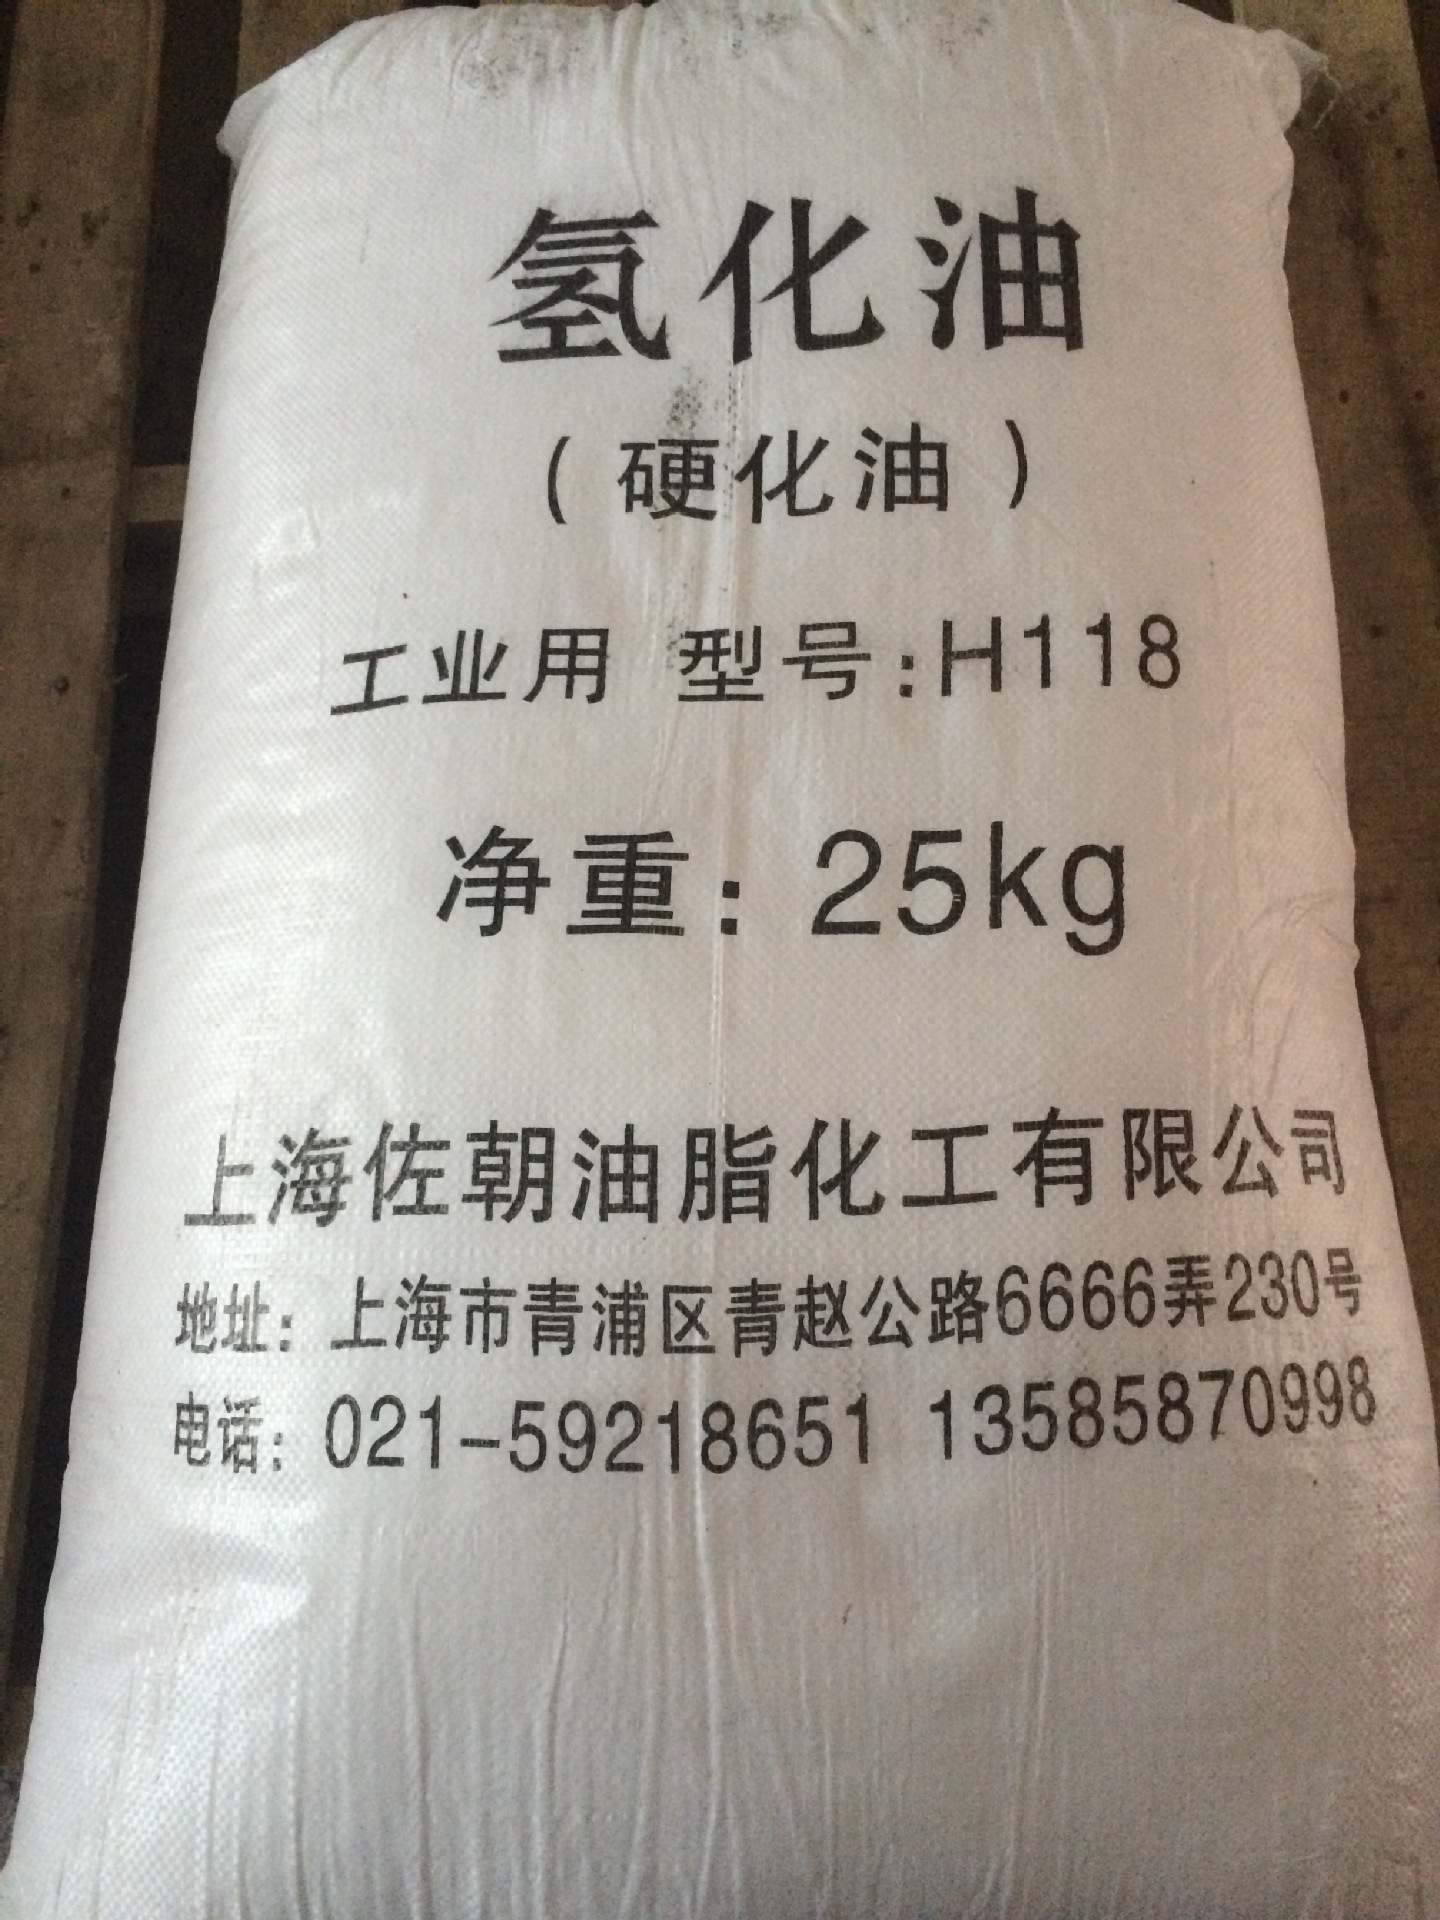 氢化油
（硬化油）
工业用 型号:H118
净重: 25kg
上海佐朝油脂化工有限公司
地址: 上海市青浦区青赵公路6666弄230号
电话: 021-59218651 13585870998